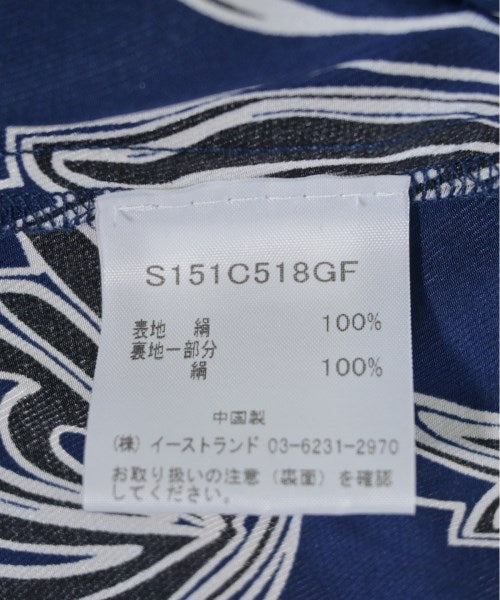 S151C518GF
表地 絹 100%
裏地一部分
絹 100%
中国製
(株) イーストランド 03-6231-2970
お取り扱いの注意(裏面)を確認
してください。